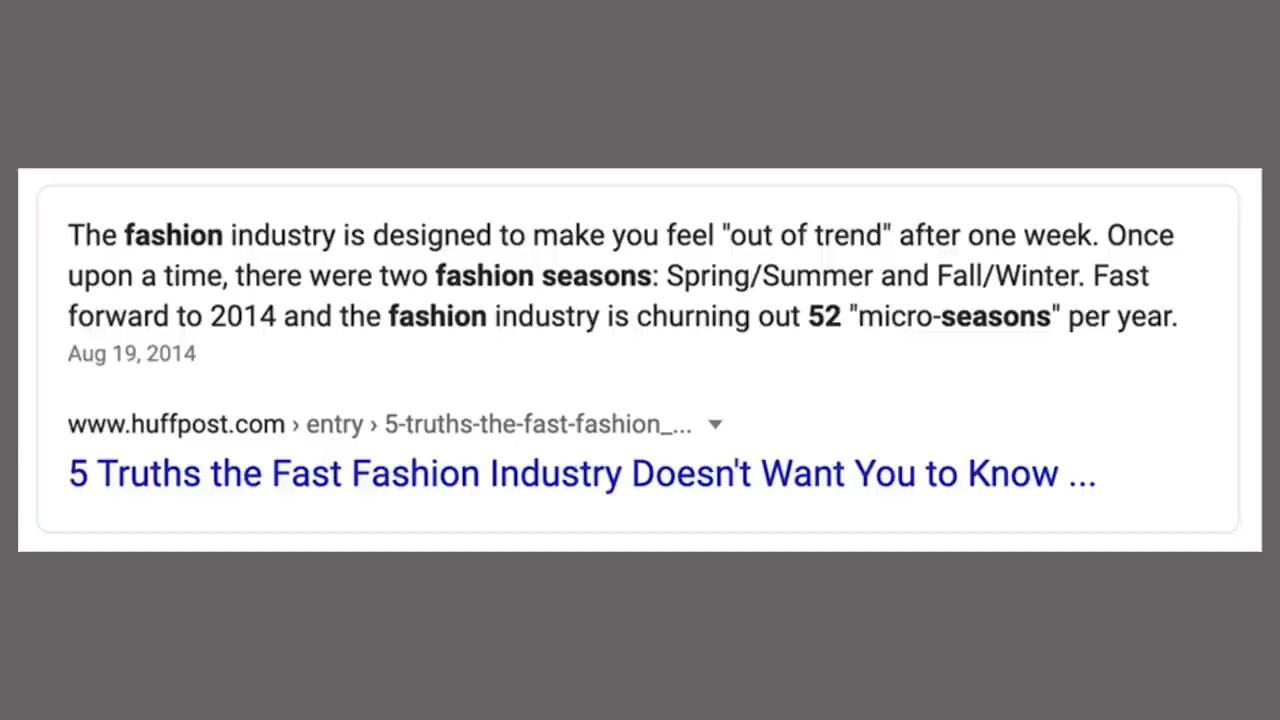 The fashion industry is designed to make you feel "out of trend" after one week. Once
upon a time, there were two fashion seasons: Spring/Summer and Fall/Winter. Fast
forward to 2014 and the fashion industry is churning out 52 "micro-seasons" per year.
Aug 19, 2014
www.huffpost.com › entry › 5-truths-the-fast-fashion_...
5 Truths the Fast Fashion Industry Doesn't Want You to Know ...